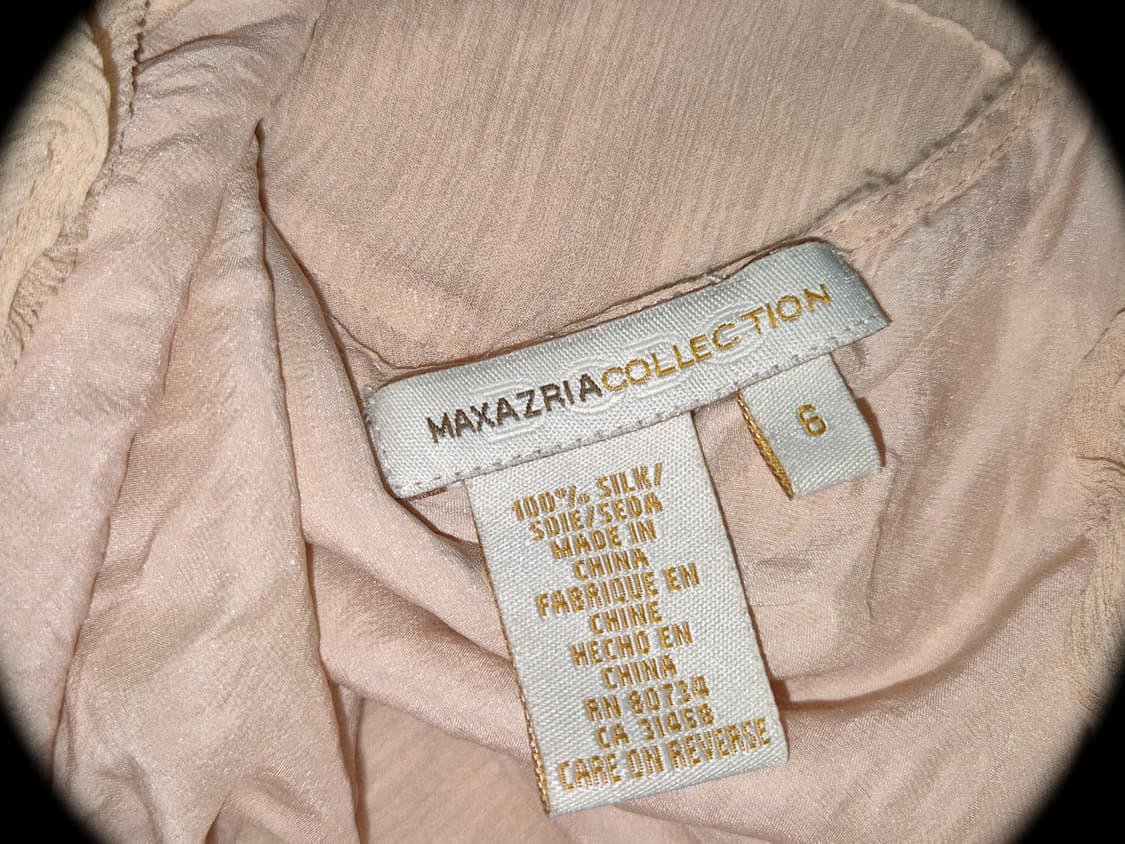 MAXAZRIACOLLECTION
6
100% SILK/
SOIE/SEDA
MADE IN
CHINA
FABRIQUE EN
CHINE
HECHO EN
CHINA
RN 80734
CA 31468
CARE ON REVERSE